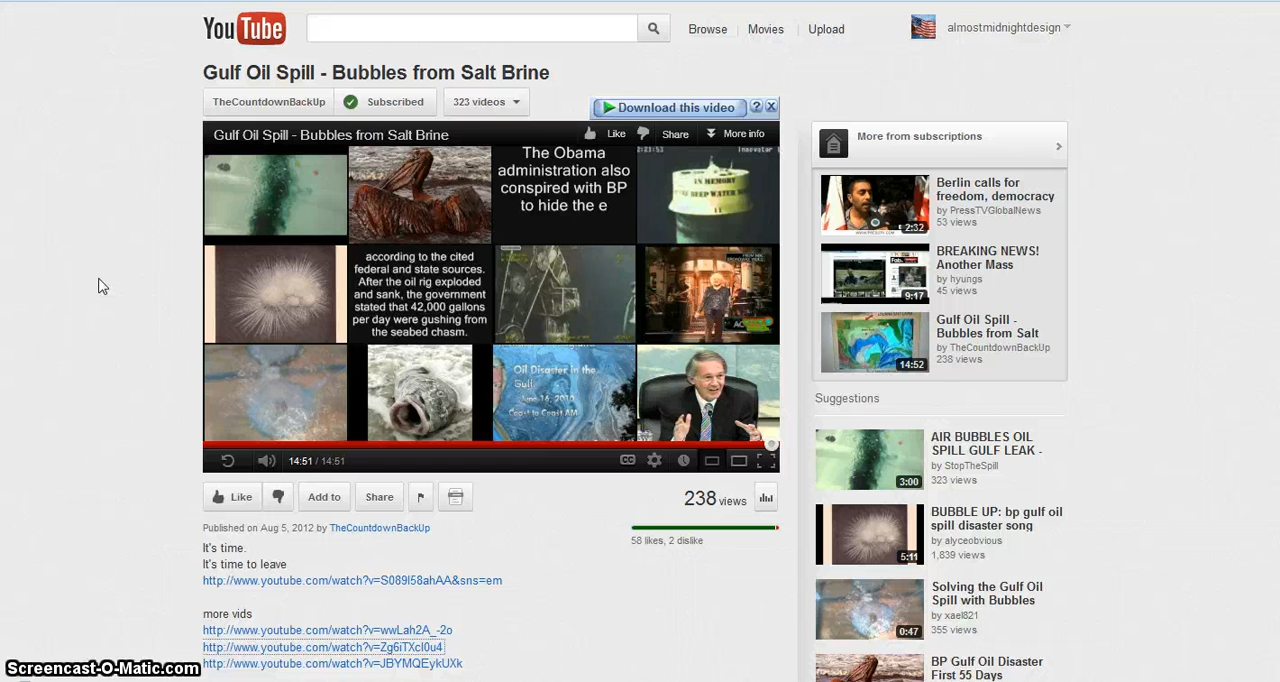 YouTube
Browse
Movies
Upload
almostmidnightdesign
Gulf Oil Spill - Bubbles from Salt Brine
TheCountdownBackUp
Subscribed
323 videos
Download this video
?
X
Gulf Oil Spill - Bubbles from Salt Brine
Like
Share
More info
The Obama
administration also
conspired with BP
to hide the e
IN MEMORY
according to the cited
federal and state sources.
After the oil rig exploded
and sank, the government
stated that 42,000 gallons
per day were gushing from
the seabed chasm.
Oil Disaster in the
Gulf
June 16, 2010
Coast to Coast AM
14:51 / 14:51
CC
Like
Add to
Share
238 views
Published on Aug 5, 2012 by TheCountdownBackUp
58 likes, 2 dislike
It's time.
It's time to leave
http://www.youtube.com/watch?v=S089l58ahAA&sns=em
more vids
http://www.youtube.com/watch?v=wwLah2A_-2o
http://www.youtube.com/watch?v=Zg6iTXcI0u4
http://www.youtube.com/watch?v=JBYMQEykUXk
More from subscriptions
2:32
Berlin calls for
freedom, democracy
by PressTVGlobalNews
53 views
9:17
BREAKING NEWS!
Another Mass
by hyungs
45 views
14:52
Gulf Oil Spill -
Bubbles from Salt
by TheCountdownBackUp
238 views
Suggestions
3:00
AIR BUBBLES OIL
SPILL GULF LEAK -
by StopTheSpill
323 views
5:11
BUBBLE UP: bp gulf oil
spill disaster song
by alyceobvious
1,839 views
0:47
Solving the Gulf Oil
Spill with Bubbles
by xael821
355 views
BP Gulf Oil Disaster
First 55 Days
Screencast-O-Matic.com